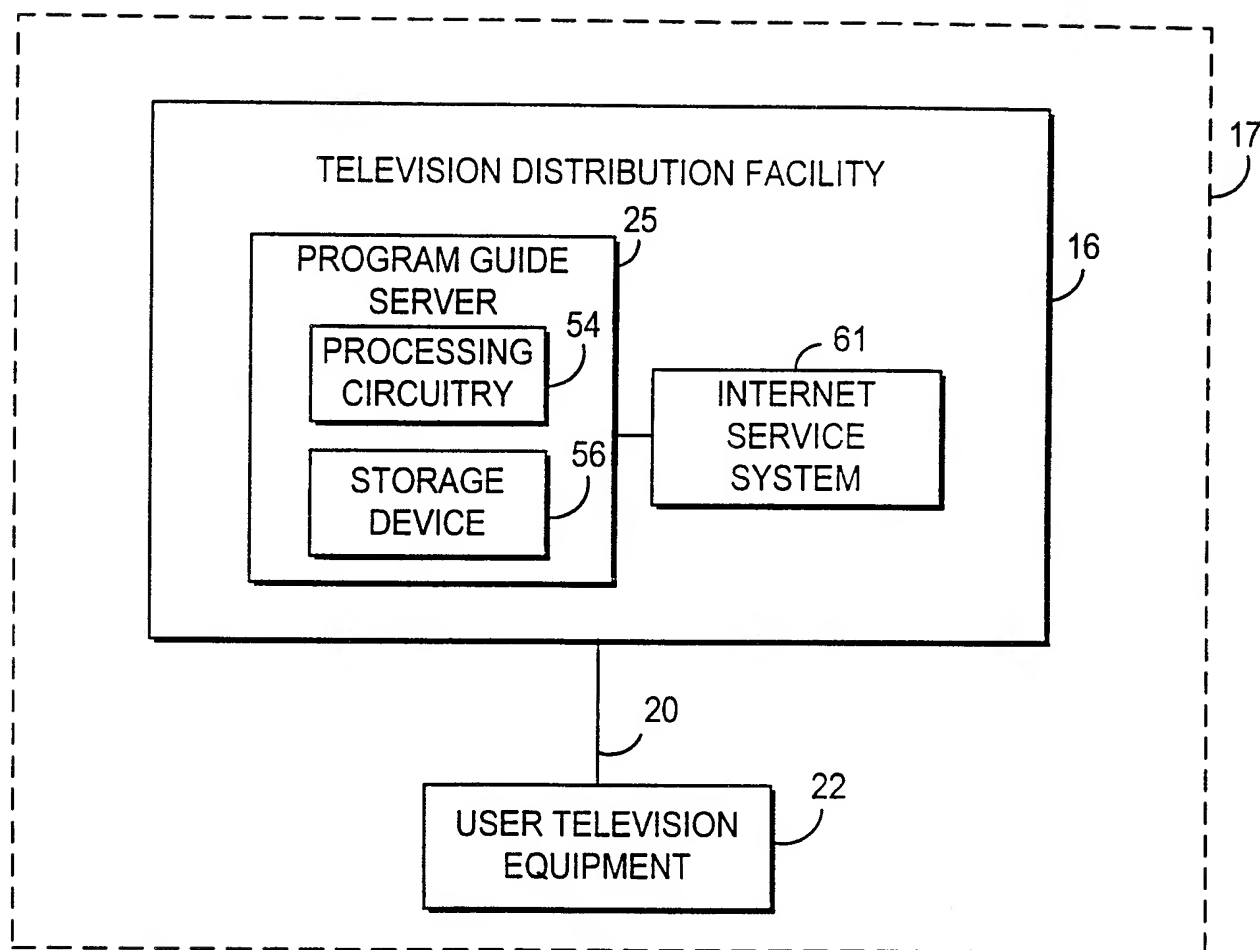 17
TELEVISION DISTRIBUTION FACILITY
16
25
PROGRAM GUIDE
SERVER
54
PROCESSING
CIRCUITRY
56
STORAGE
DEVICE
61
INTERNET
SERVICE
SYSTEM
20
22
USER TELEVISION
EQUIPMENT